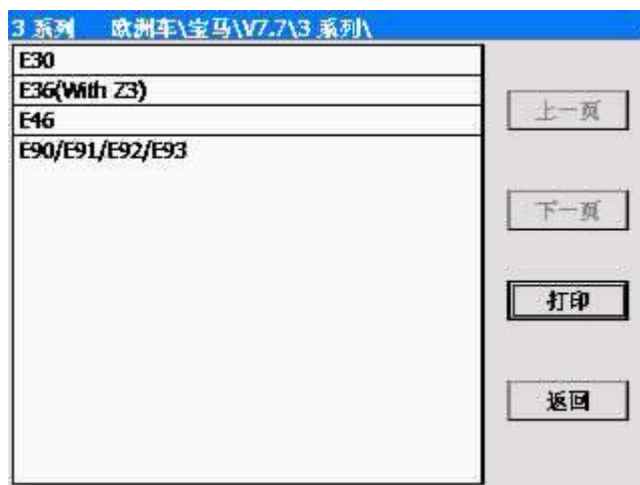 3 系列 欧洲车\宝马\V7.7\3 系列\
E30
E36(With Z3)
E46
E90/E91/E92/E93
上一页
下一页
打印
返回